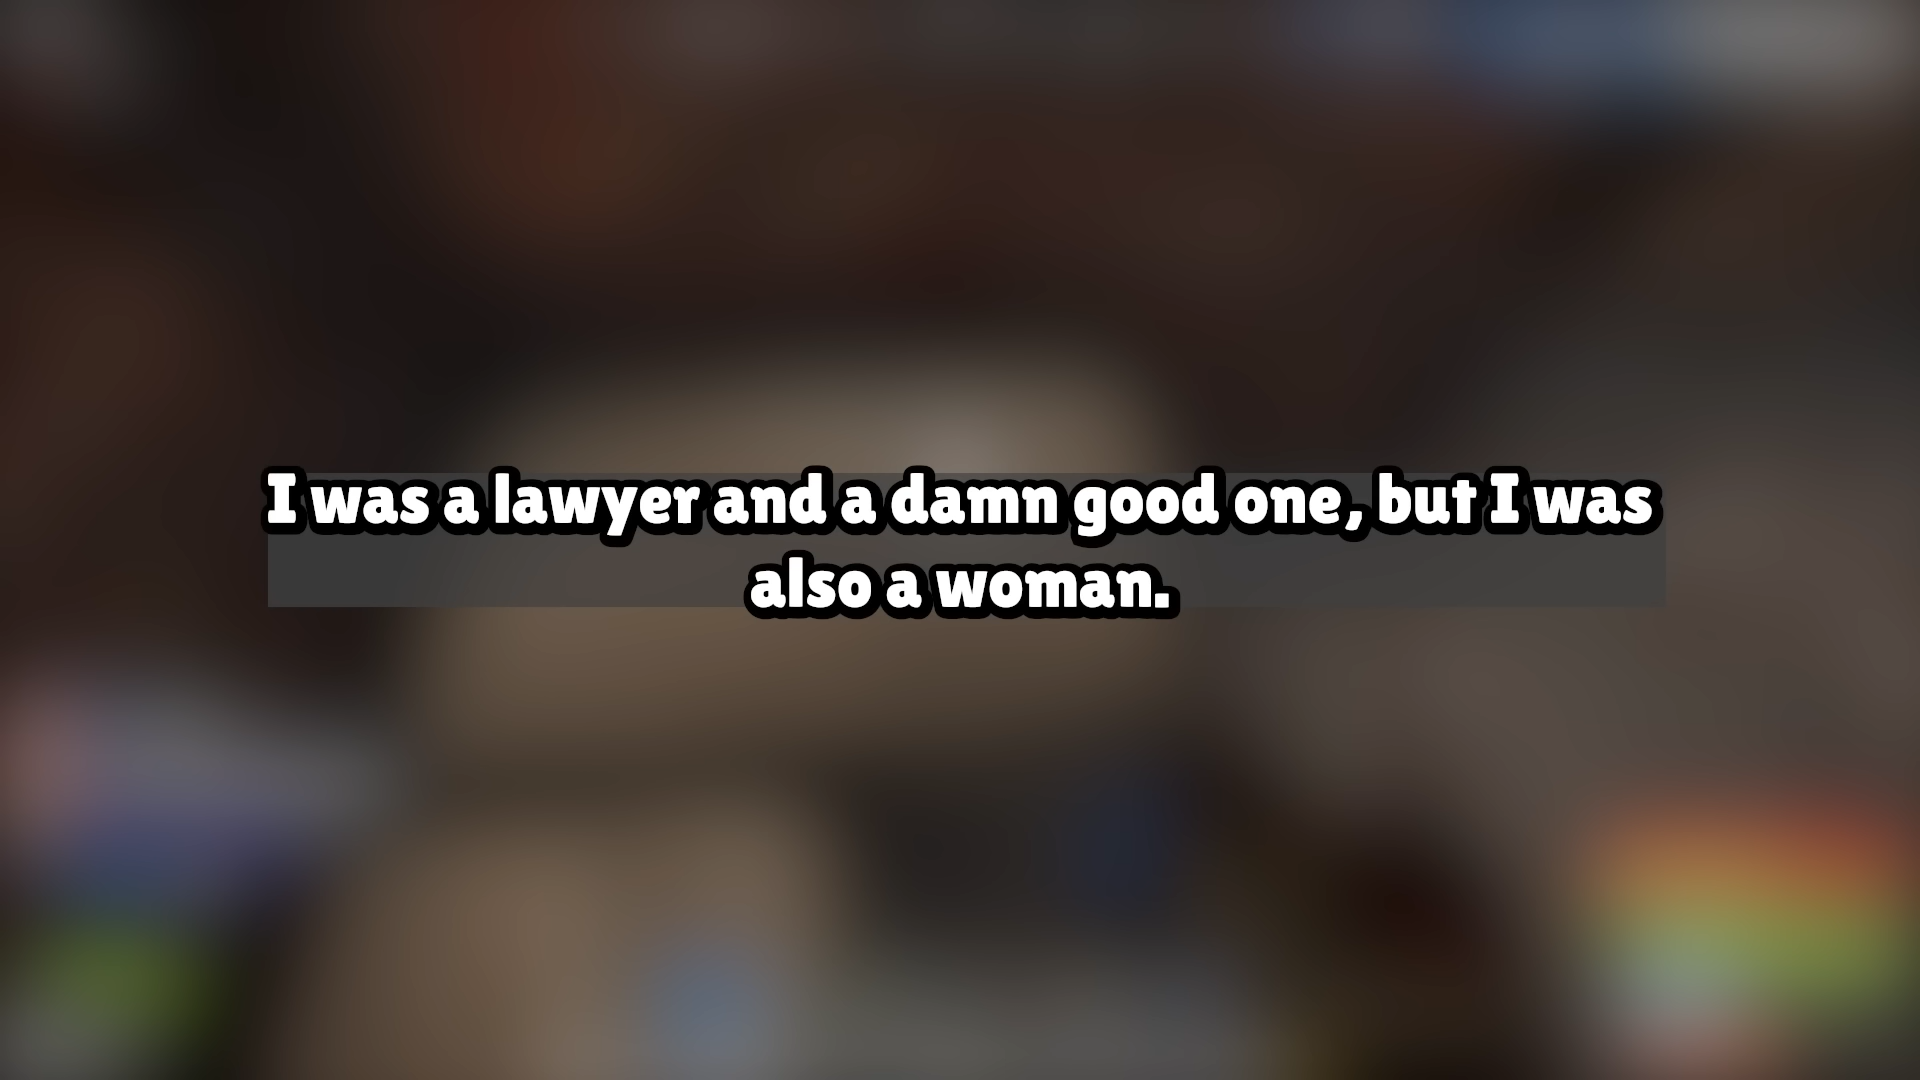 I was a lawyer and a damn good one, but I was
also a woman.